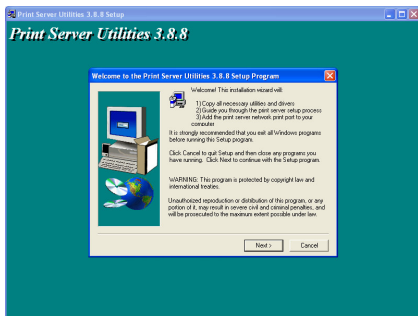 Print Server Utilities 3.8.8 Setup
Print Server Utilities 3.8.8
Welcome to the Print Server Utilities 3.8.8 Setup Program
Welcome! This installation wizard will:
1) Copy all necessary utilities and drivers
2) Guide you through the print server setup process
3) Add the print server network print port to your
computer
It is strongly recommended that you exit all Windows programs
before running this Setup program.
Click Cancel to quit Setup and then close any programs you
have running. Click Next to continue with the Setup program.
WARNING: This program is protected by copyright law and
international treaties.
Unauthorized reproduction or distribution of this program, or any
portion of it, may result in severe civil and criminal penalties, and
will be prosecuted to the maximum extent possible under law.
Next >
Cancel